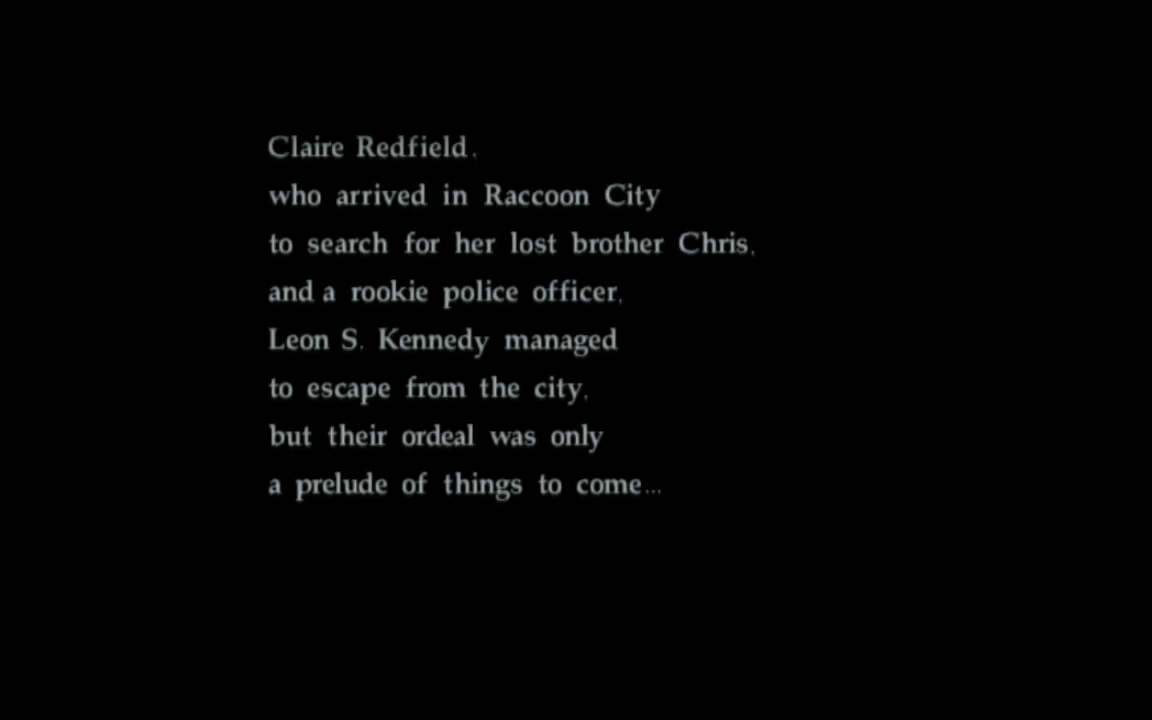 Claire Redfield,
who arrived in Raccoon City
to search for her lost brother Chris,
and a rookie police officer,
Leon S. Kennedy managed
to escape from the city,
but their ordeal was only
a prelude of things to come...